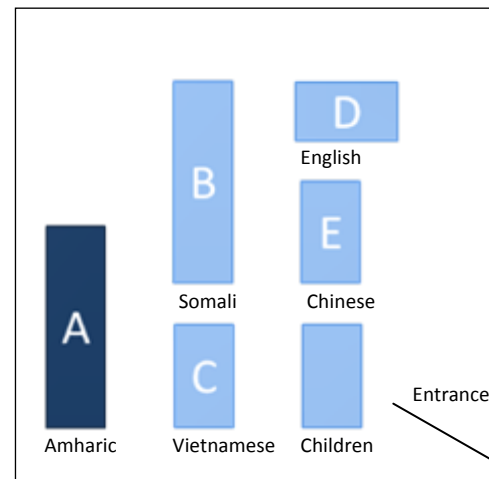 D
English
B
E
Somali
Chinese
A
C
Entrance
Amharic
Vietnamese
Children